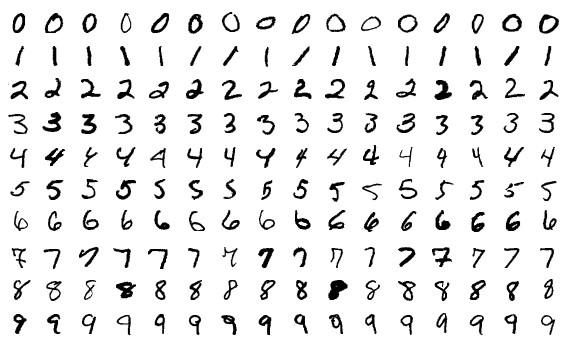 0 0 0 0 0 0 0 0 0 0 0 0 0 0 0 0
1 1 1 1 1 1 1 1 1 1 1 1 1 1 1 1
2 2 2 2 2 2 2 2 2 2 2 2 2 2 2 2
3 3 3 3 3 3 3 3 3 3 3 3 3 3 3 3
4 4 4 4 4 4 4 4 4 4 4 4 4 4 4 4
5 5 5 5 5 5 5 5 5 5 5 5 5 5 5 5
6 6 6 6 6 6 6 6 6 6 6 6 6 6 6 6
7 7 7 7 7 7 7 7 7 7 7 7 7 7 7 7
8 8 8 8 8 8 8 8 8 8 8 8 8 8 8 8
9 9 9 9 9 9 9 9 9 9 9 9 9 9 9 9